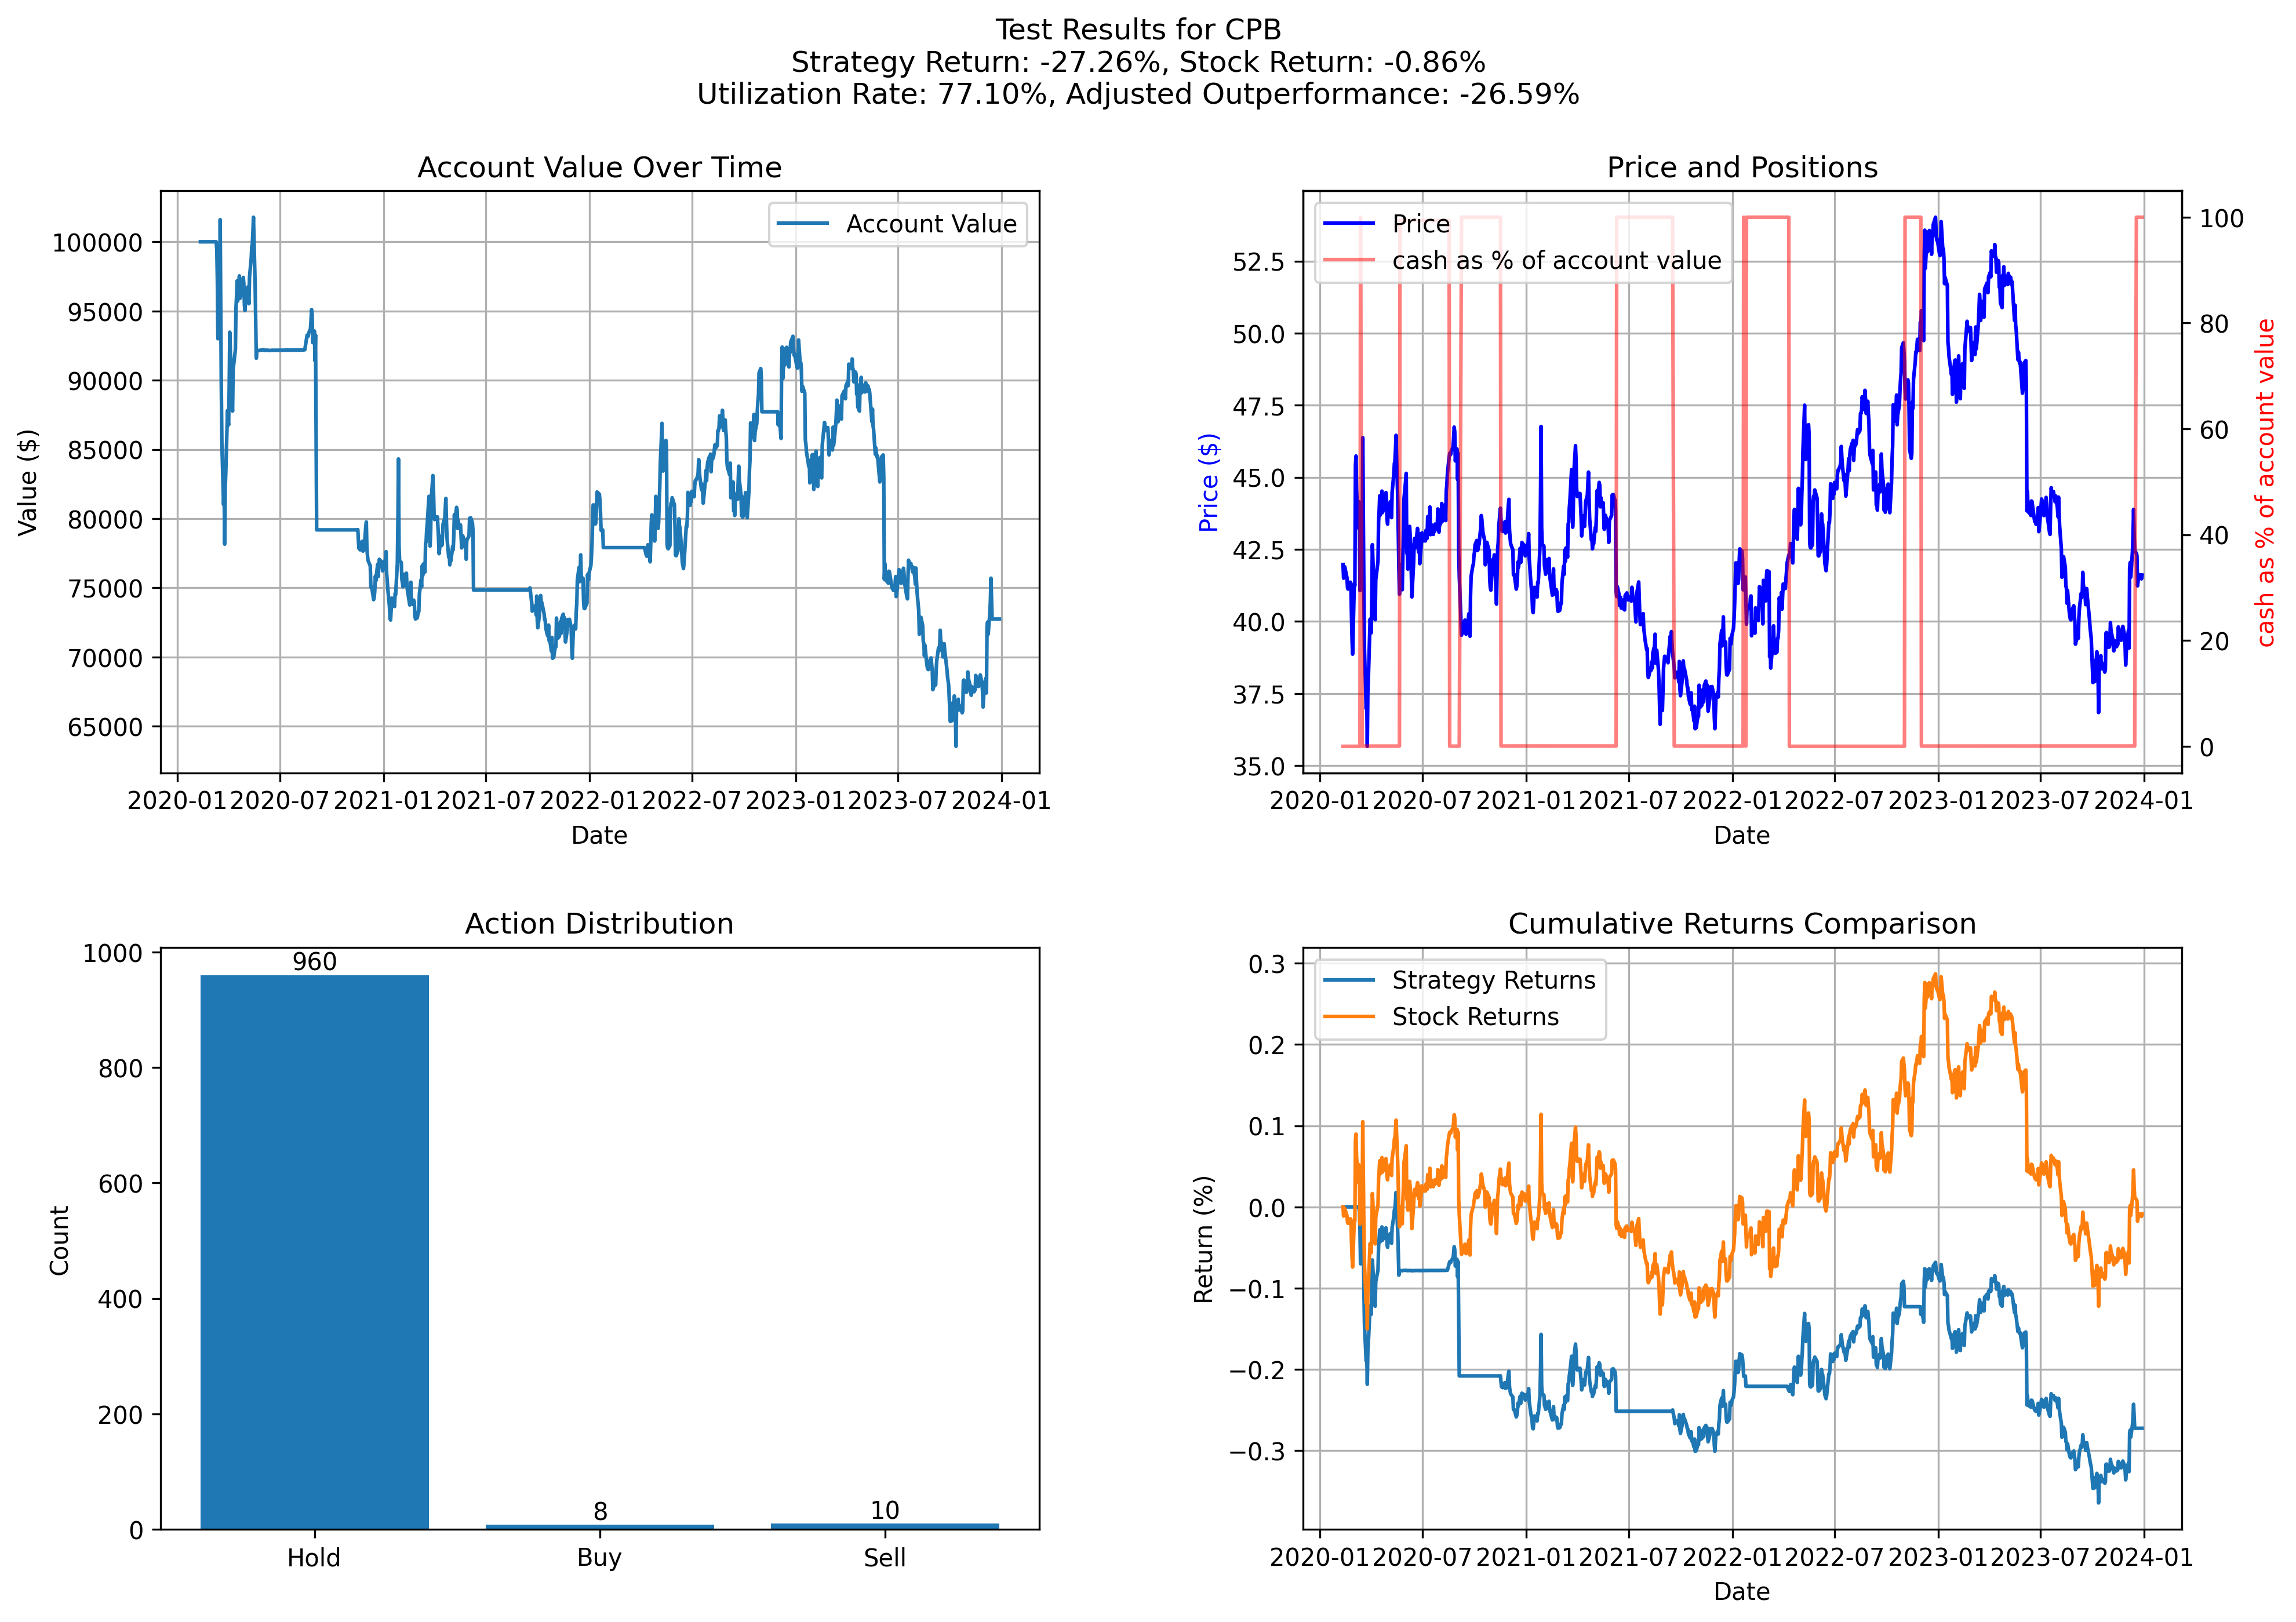 Test Results for CPB
Strategy Return: -27.26%, Stock Return: -0.86%
Utilization Rate: 77.10%, Adjusted Outperformance: -26.59%
Account Value Over Time
Account Value
100000
95000
90000
85000
80000
75000
70000
65000
Value ($)
2020-01 2020-07 2021-01 2021-07 2022-01 2022-07 2023-01 2023-07 2024-01
Date
Price and Positions
Price
cash as % of account value
52.5
50.0
47.5
45.0
42.5
40.0
37.5
35.0
Price ($)
100
80
60
40
20
0
cash as % of account value
2020-01 2020-07 2021-01 2021-07 2022-01 2022-07 2023-01 2023-07 2024-01
Date
Action Distribution
1000
800
600
400
200
0
Count
960
8
10
Hold Buy Sell
Cumulative Returns Comparison
Strategy Returns
Stock Returns
0.3
0.2
0.1
0.0
−0.1
−0.2
−0.3
Return (%)
2020-01 2020-07 2021-01 2021-07 2022-01 2022-07 2023-01 2023-07 2024-01
Date